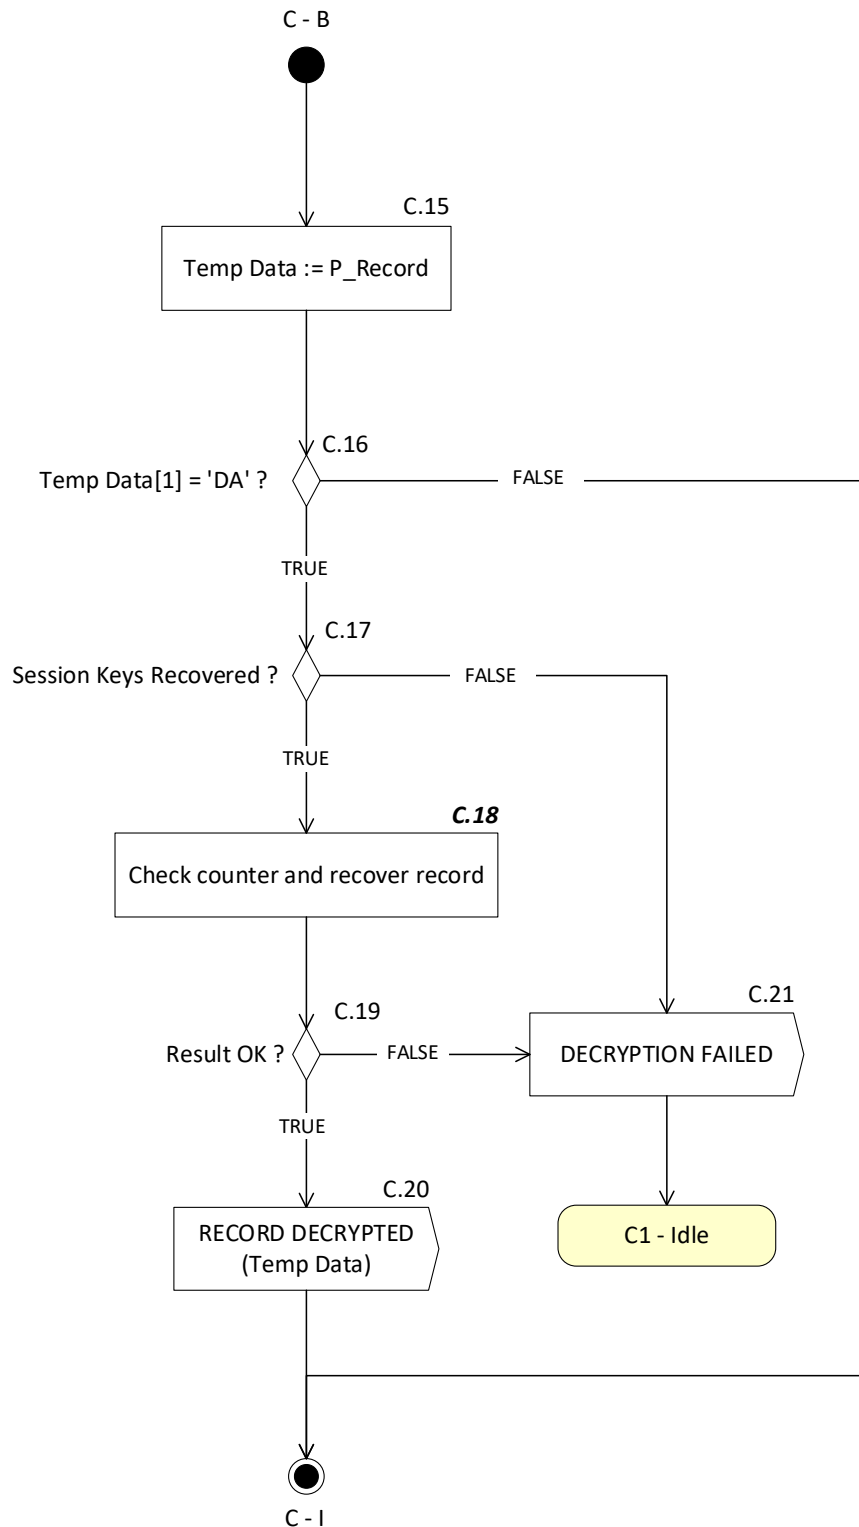 C - B
C.15
Temp Data := P_Record
C.16
Temp Data[1] = 'DA' ?
FALSE
TRUE
C.17
Session Keys Recovered ?
FALSE
TRUE
C.18
Check counter and recover record
C.19
C.21
Result OK ?
FALSE
DECRYPTION FAILED
TRUE
C.20
RECORD DECRYPTED
(Temp Data)
C1 - Idle
C - I